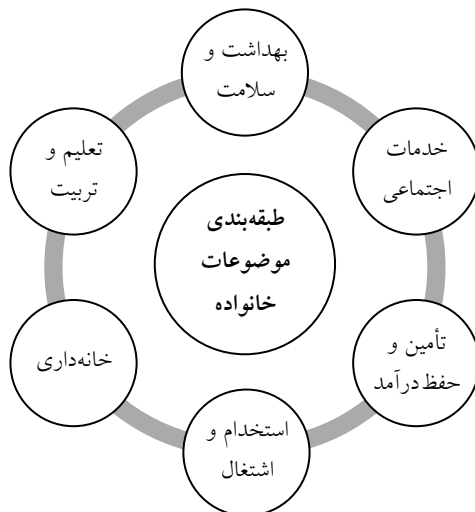 بهداشت و
سلامت
خدمات
اجتماعی
تعلیم و
تربیت
طبقه‌بندی
موضوعات
خانواده
تأمین و
حفظ درآمد
خانه‌داری
استخدام و
اشتغال